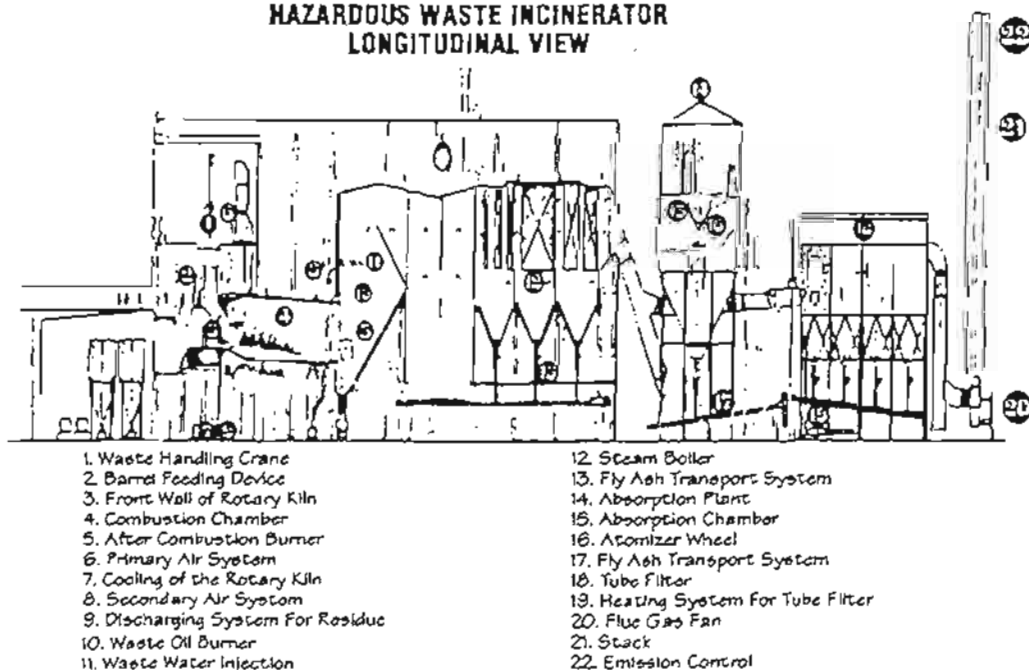 HAZARDOUS WASTE INCINERATOR
LONGITUDINAL VIEW
22
21
20
1. Waste Handling Crane
2. Barrel Feeding Device
3. Front Wall of Rotary Kiln
4. Combustion Chamber
5. After Combustion Burner
6. Primary Air System
7. Cooling of the Rotary Kiln
8. Secondary Air System
9. Discharging System For Residue
10. Waste Oil Burner
11. Waste Water Injection
12. Steam Boiler
13. Fly Ash Transport System
14. Absorption Plant
15. Absorption Chamber
16. Atomizer Wheel
17. Fly Ash Transport System
18. Tube Filter
19. Heating System For Tube Filter
20. Flue Gas Fan
21. Stack
22. Emission Control